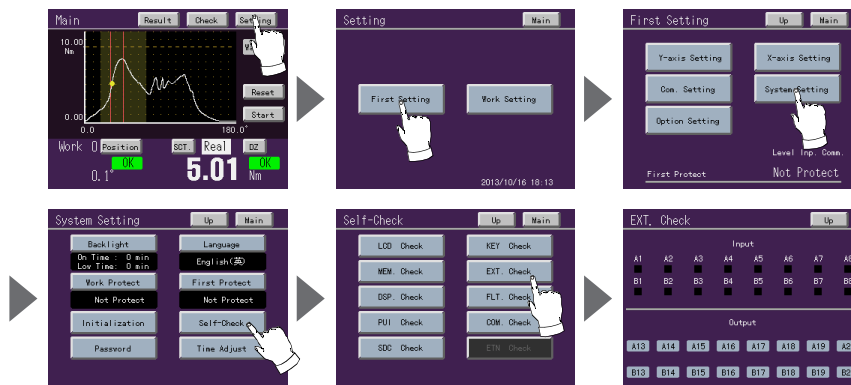 Main Result Check Setting
10.00
Nm
Reset
0.00
Start
0.0 180.0°
Work 0 Position SCT. Real DZ
OK OK
0.1° 5.01 Nm
Setting Main
First Setting Work Setting
2013/10/16 18:13
First Setting Up Main
Y-axis Setting X-axis Setting
Com. Setting System Setting
Option Setting
Level Inp. Comm.
First Protect Not Protect
System Setting Up Main
Backlight Language
On Time : 0 min
Low Time: 0 min
English(英)
Work Protect First Protect
Not Protect Not Protect
Initialization Self-Check
Password Time Adjust
Self-Check Up Main
LCD Check KEY Check
MEM. Check EXT. Check
DSP. Check FLT. Check
PUI Check COM. Check
SDC Check ETN Check
EXT. Check Up
Input
A1 A2 A3 A4 A5 A6 A7 A8
B1 B2 B3 B4 B5 B6 B7 B8
Output
A13 A14 A15 A16 A17 A18 A19 A2
B13 B14 B15 B16 B17 B18 B19 B2